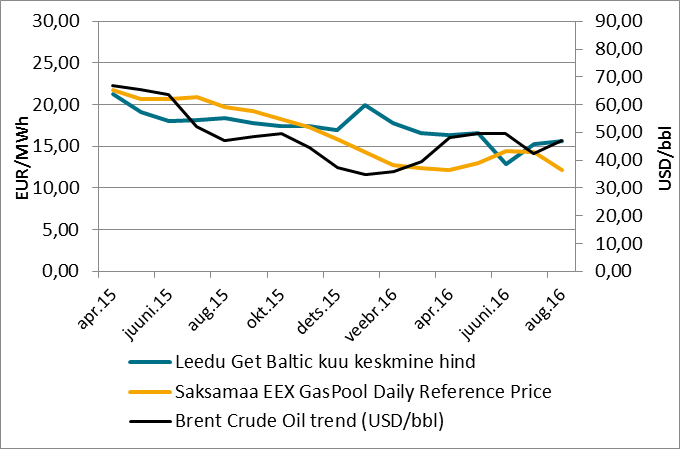 30,00
25,00
20,00
15,00
10,00
5,00
0,00
EUR/MWh
90,00
80,00
70,00
60,00
50,00
40,00
30,00
20,00
10,00
0,00
USD/bbl
apr.15
juuni.15
aug.15
okt.15
dets.15
veebr.16
apr.16
juuni.16
aug.16
Leedu Get Baltic kuu keskmine hind
Saksamaa EEX GasPool Daily Reference Price
Brent Crude Oil trend (USD/bbl)